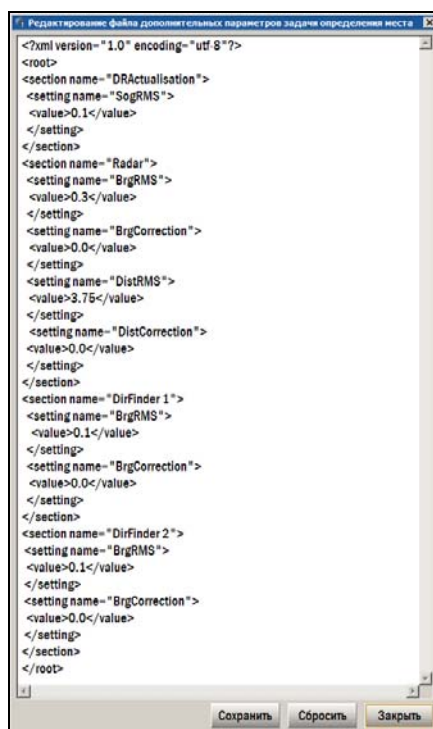 Редактирование файла дополнительных параметров задачи определения места
<?xml version="1.0" encoding="utf-8"?>
<root>
<section name="DRActualisation">
<setting name="SogRMS">
<value>0.1</value>
</setting>
</section>
<section name="Radar">
<setting name="BrgRMS">
<value>0.3</value>
</setting>
<setting name="BrgCorrection">
<value>0.0</value>
</setting>
<setting name="DistRMS">
<value>3.75</value>
</setting>
<setting name="DistCorrection">
<value>0.0</value>
</setting>
</section>
<section name="DirFinder 1">
<setting name="BrgRMS">
<value>0.1</value>
</setting>
<setting name="BrgCorrection">
<value>0.0</value>
</setting>
</section>
<section name="DirFinder 2">
<setting name="BrgRMS">
<value>0.1</value>
</setting>
<setting name="BrgCorrection">
<value>0.0</value>
</setting>
</section>
</root>
Сохранить Сбросить Закрыть